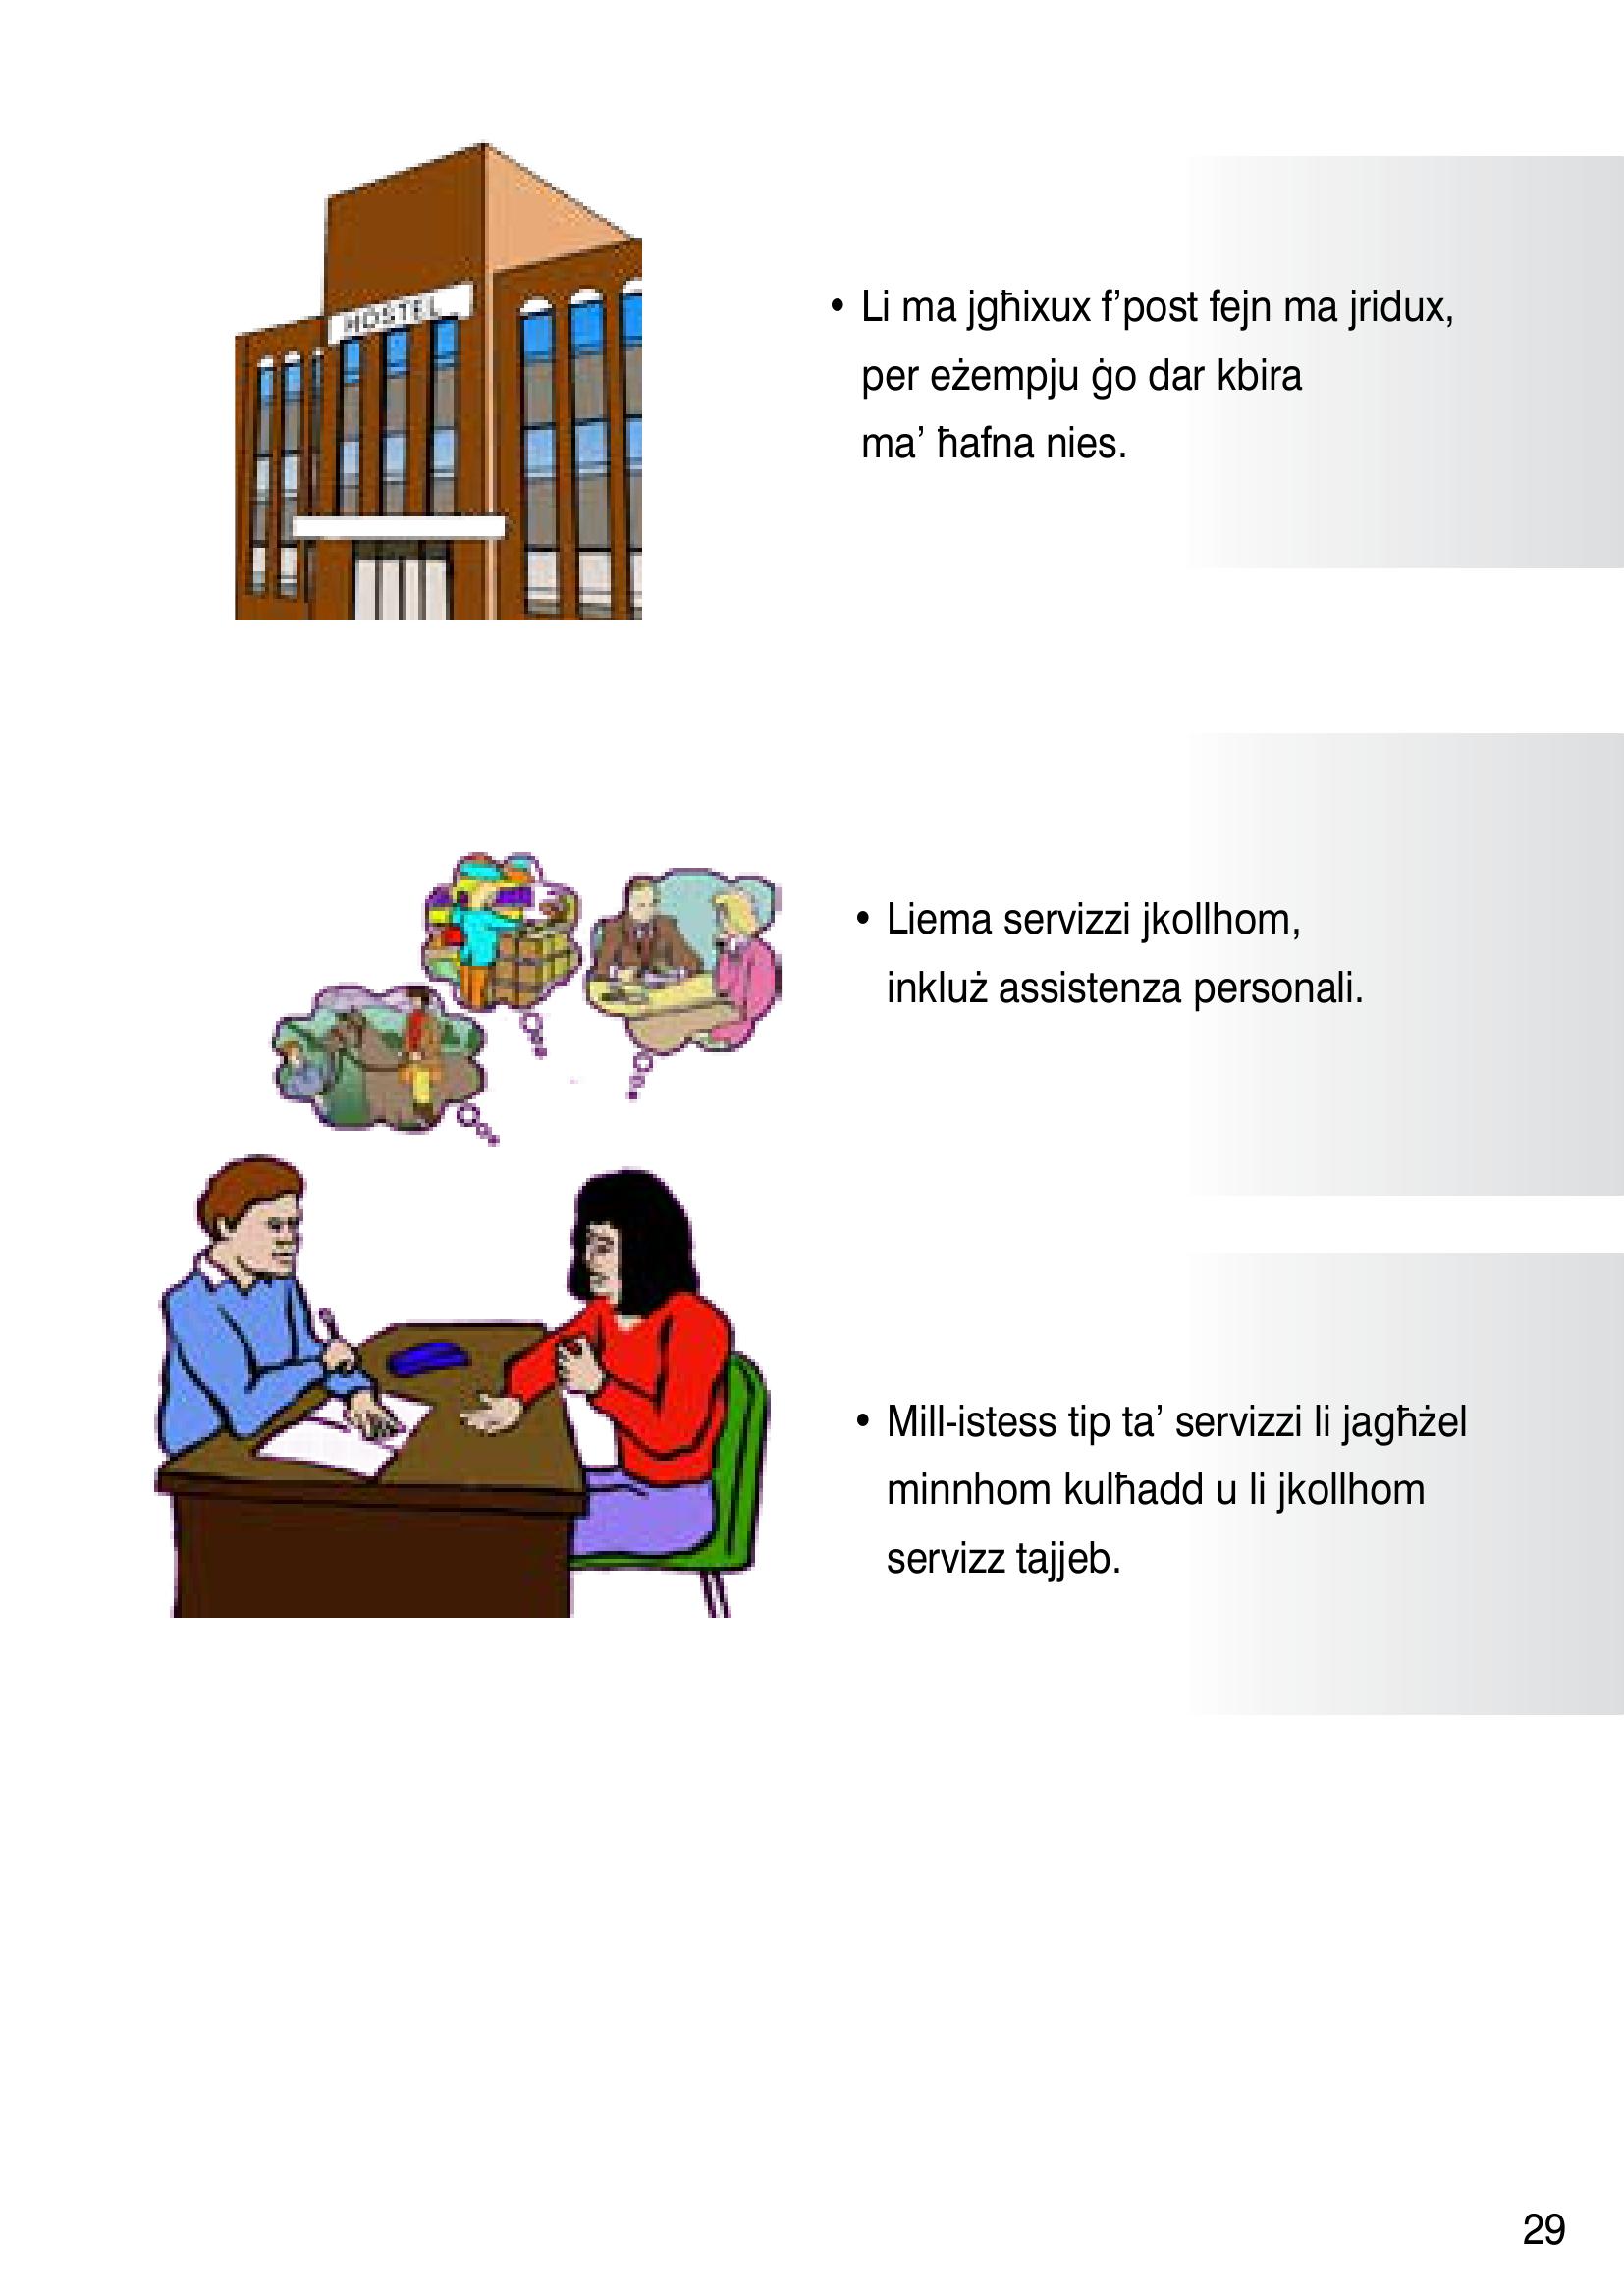 HOSTEL
• Li ma jgħixux f’post fejn ma jridux,
per eżempju ġo dar kbira
ma’ ħafna nies.
• Liema servizzi jkollhom,
inkluż assistenza personali.
• Mill-istess tip ta’ servizzi li jagħżel
minnhom kulħadd u li jkollhom
servizz tajjeb.
29